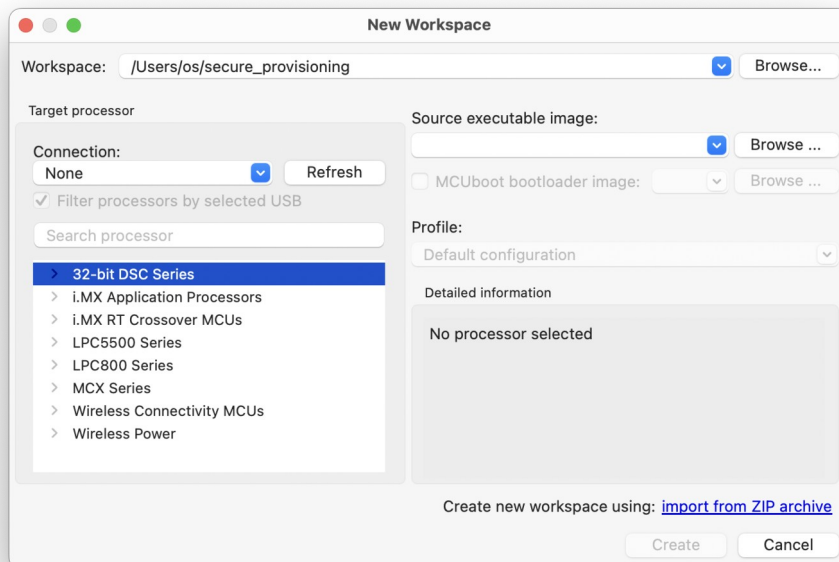 New Workspace
Workspace: /Users/os/secure_provisioning Browse...
Target processor
Connection:
None Refresh
Filter processors by selected USB
Search processor
32-bit DSC Series
i.MX Application Processors
i.MX RT Crossover MCUs
LPC5500 Series
LPC800 Series
MCX Series
Wireless Connectivity MCUs
Wireless Power
Source executable image:
Browse ...
MCUboot bootloader image: Browse ...
Profile:
Default configuration
Detailed information
No processor selected
Create new workspace using: import from ZIP archive
Create Cancel